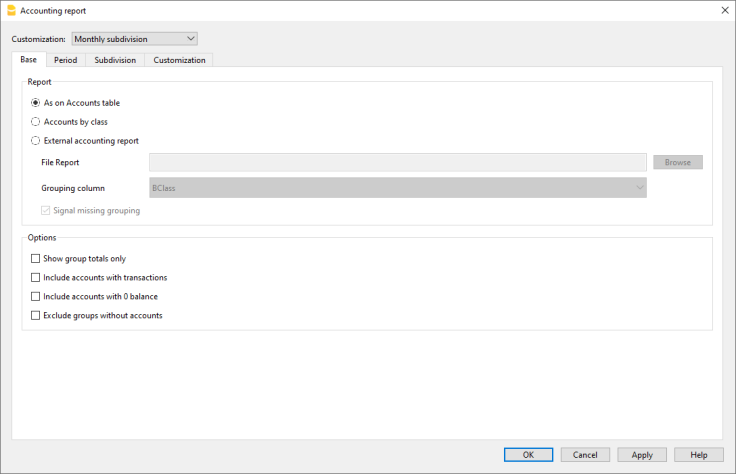 Accounting report
Customization: Monthly subdivision
Base Period Subdivision Customization
Report
As on Accounts table
Accounts by class
External accounting report
File Report Browse
Grouping column BClass
Signal missing grouping
Options
Show group totals only
Include accounts with transactions
Include accounts with 0 balance
Exclude groups without accounts
OK Cancel Apply Help